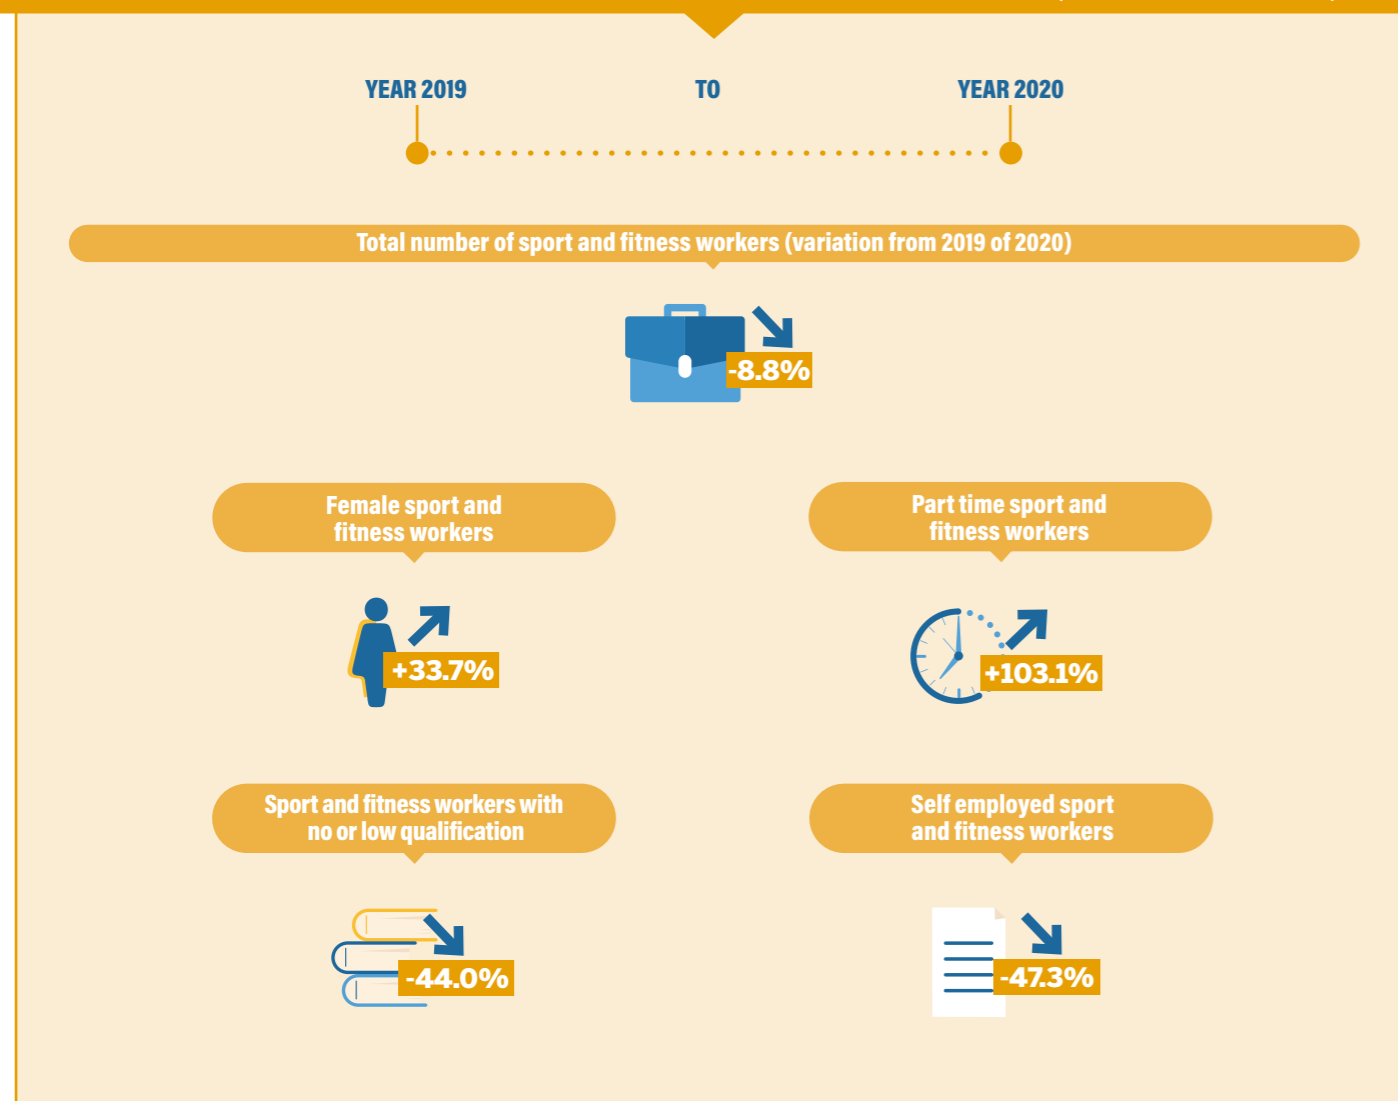 YEAR 2019 TO YEAR 2020
Total number of sport and fitness workers (variation from 2019 of 2020)
-8.8%
Female sport and
fitness workers
Part time sport and
fitness workers
+33.7%
+103.1%
Sport and fitness workers with
no or low qualification
Self employed sport
and fitness workers
-44.0%
-47.3%